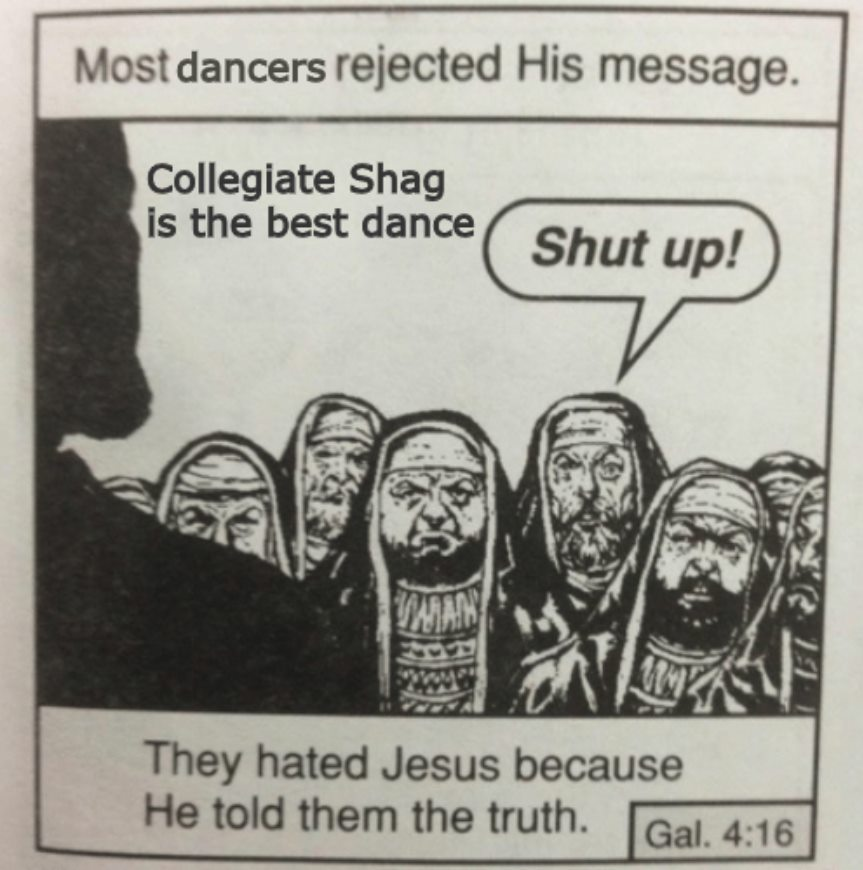 Most dancers rejected His message.
Collegiate Shag
is the best dance
Shut up!
They hated Jesus because
He told them the truth.
Gal. 4:16